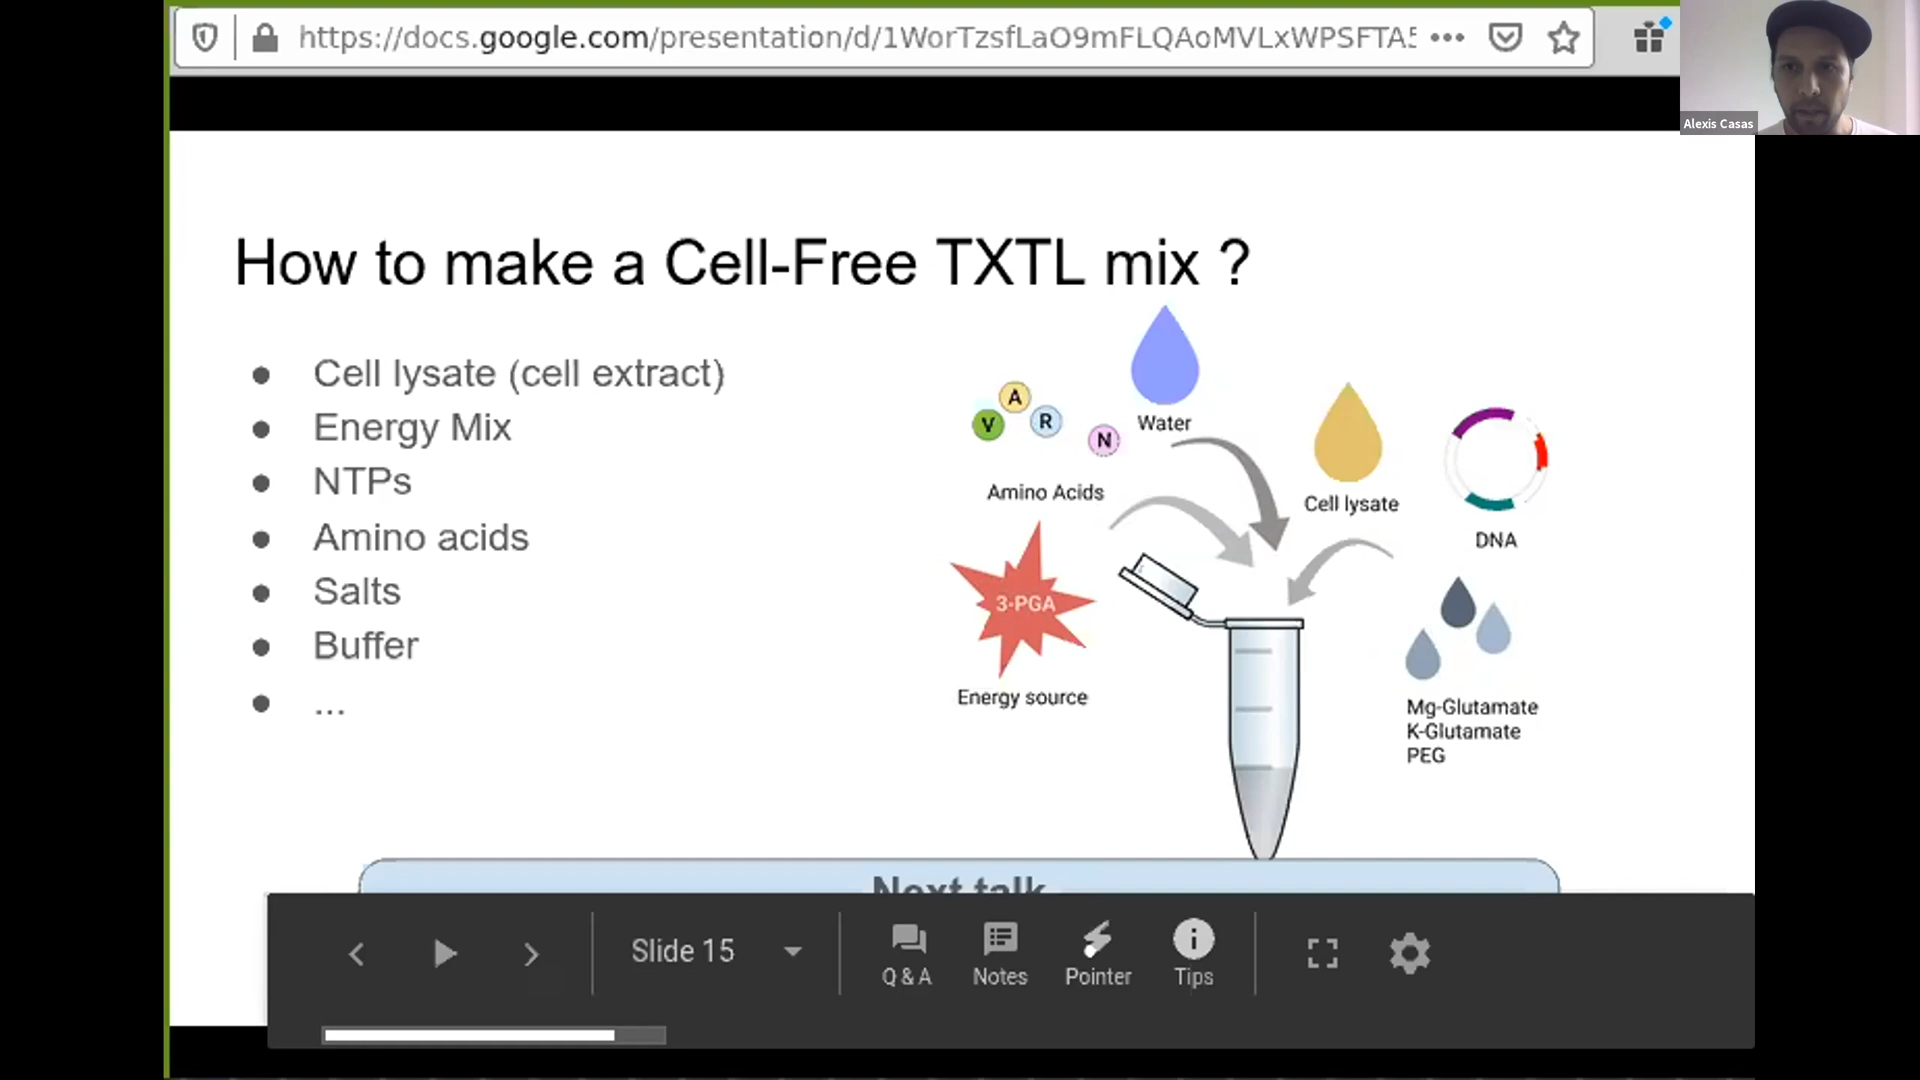 https://docs.google.com/presentation/d/1WorTzsfLaO9mFLQAoMVLxWPSFTA5
Alexis Casas
How to make a Cell-Free TXTL mix ?
Cell lysate (cell extract)
Energy Mix
NTPs
Amino acids
Salts
Buffer
...
Water
V A R N
Amino Acids
Cell lysate
DNA
3-PGA
Energy source
Mg-Glutamate
K-Glutamate
PEG
Next talk
Slide 15
Q & A
Notes
Pointer
Tips